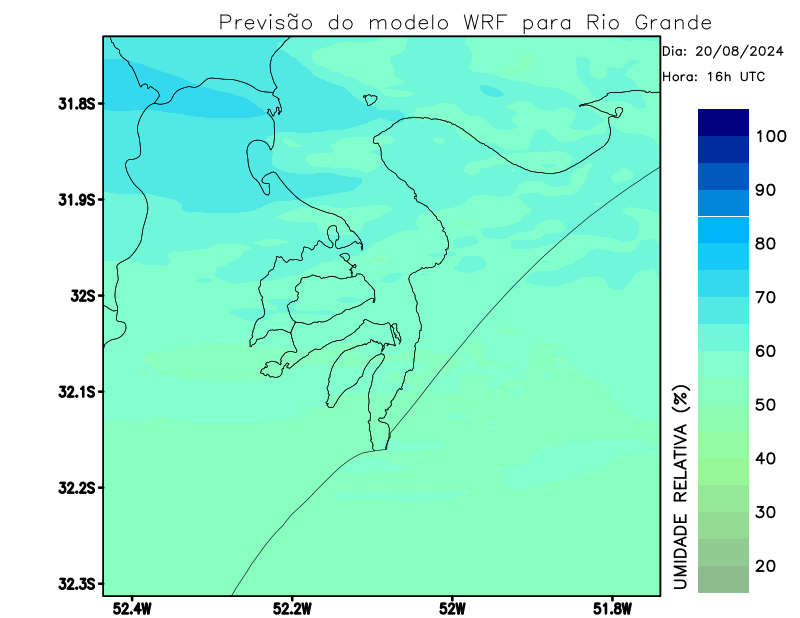 Previsão do modelo WRF para Rio Grande
Dia: 20/08/2024
Hora: 16h UTC
31.8S
31.9S
32S
32.1S
32.2S
32.3S
52.4W
52.2W
52W
51.8W
100
90
80
70
60
50
40
30
20
UMIDADE RELATIVA (%)